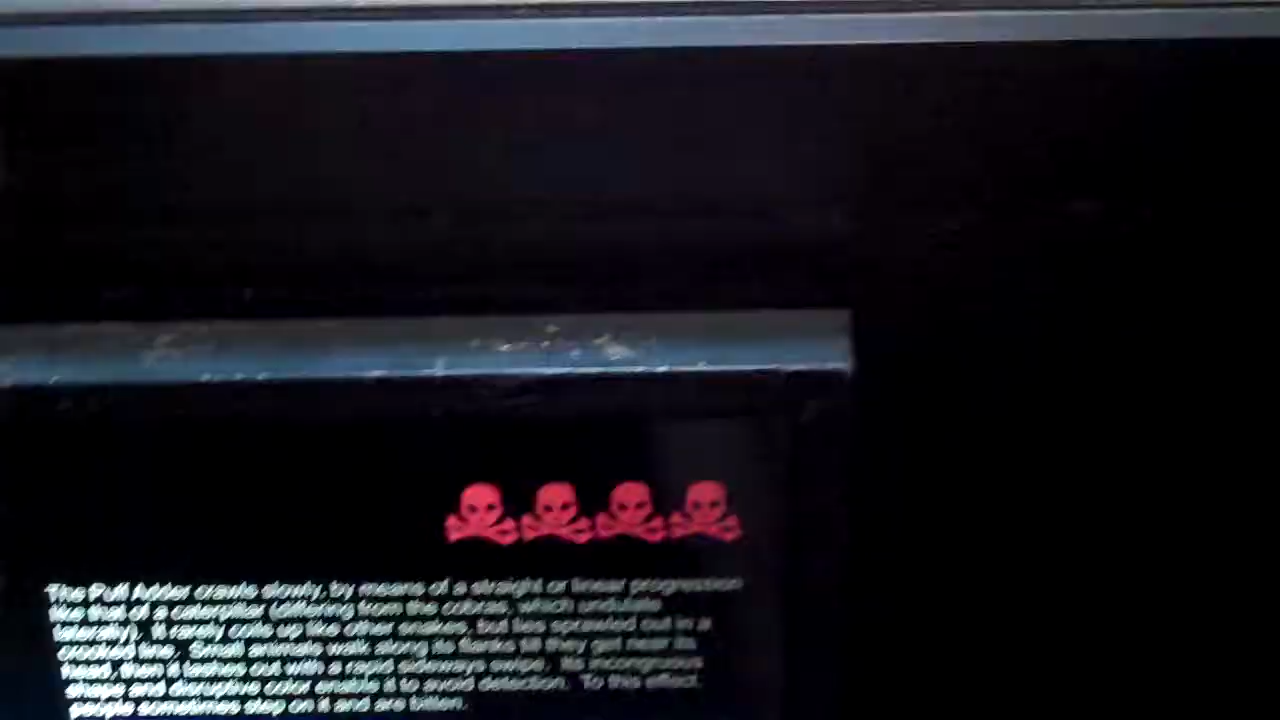 The Puff Adder crawls slowly, by means of a straight or linear progression
like that of a caterpillar (differing from the cobras, which undulate
laterally). It rarely coils up like other snakes, but lies sprawled out in a
crooked line. Small animals walk along its flanks till they get near its
head, then it lashes out with a rapid sideways swipe. Its incongruous
shape and disruptive color enable it to avoid detection. To this effect,
people sometimes step on it and are bitten.